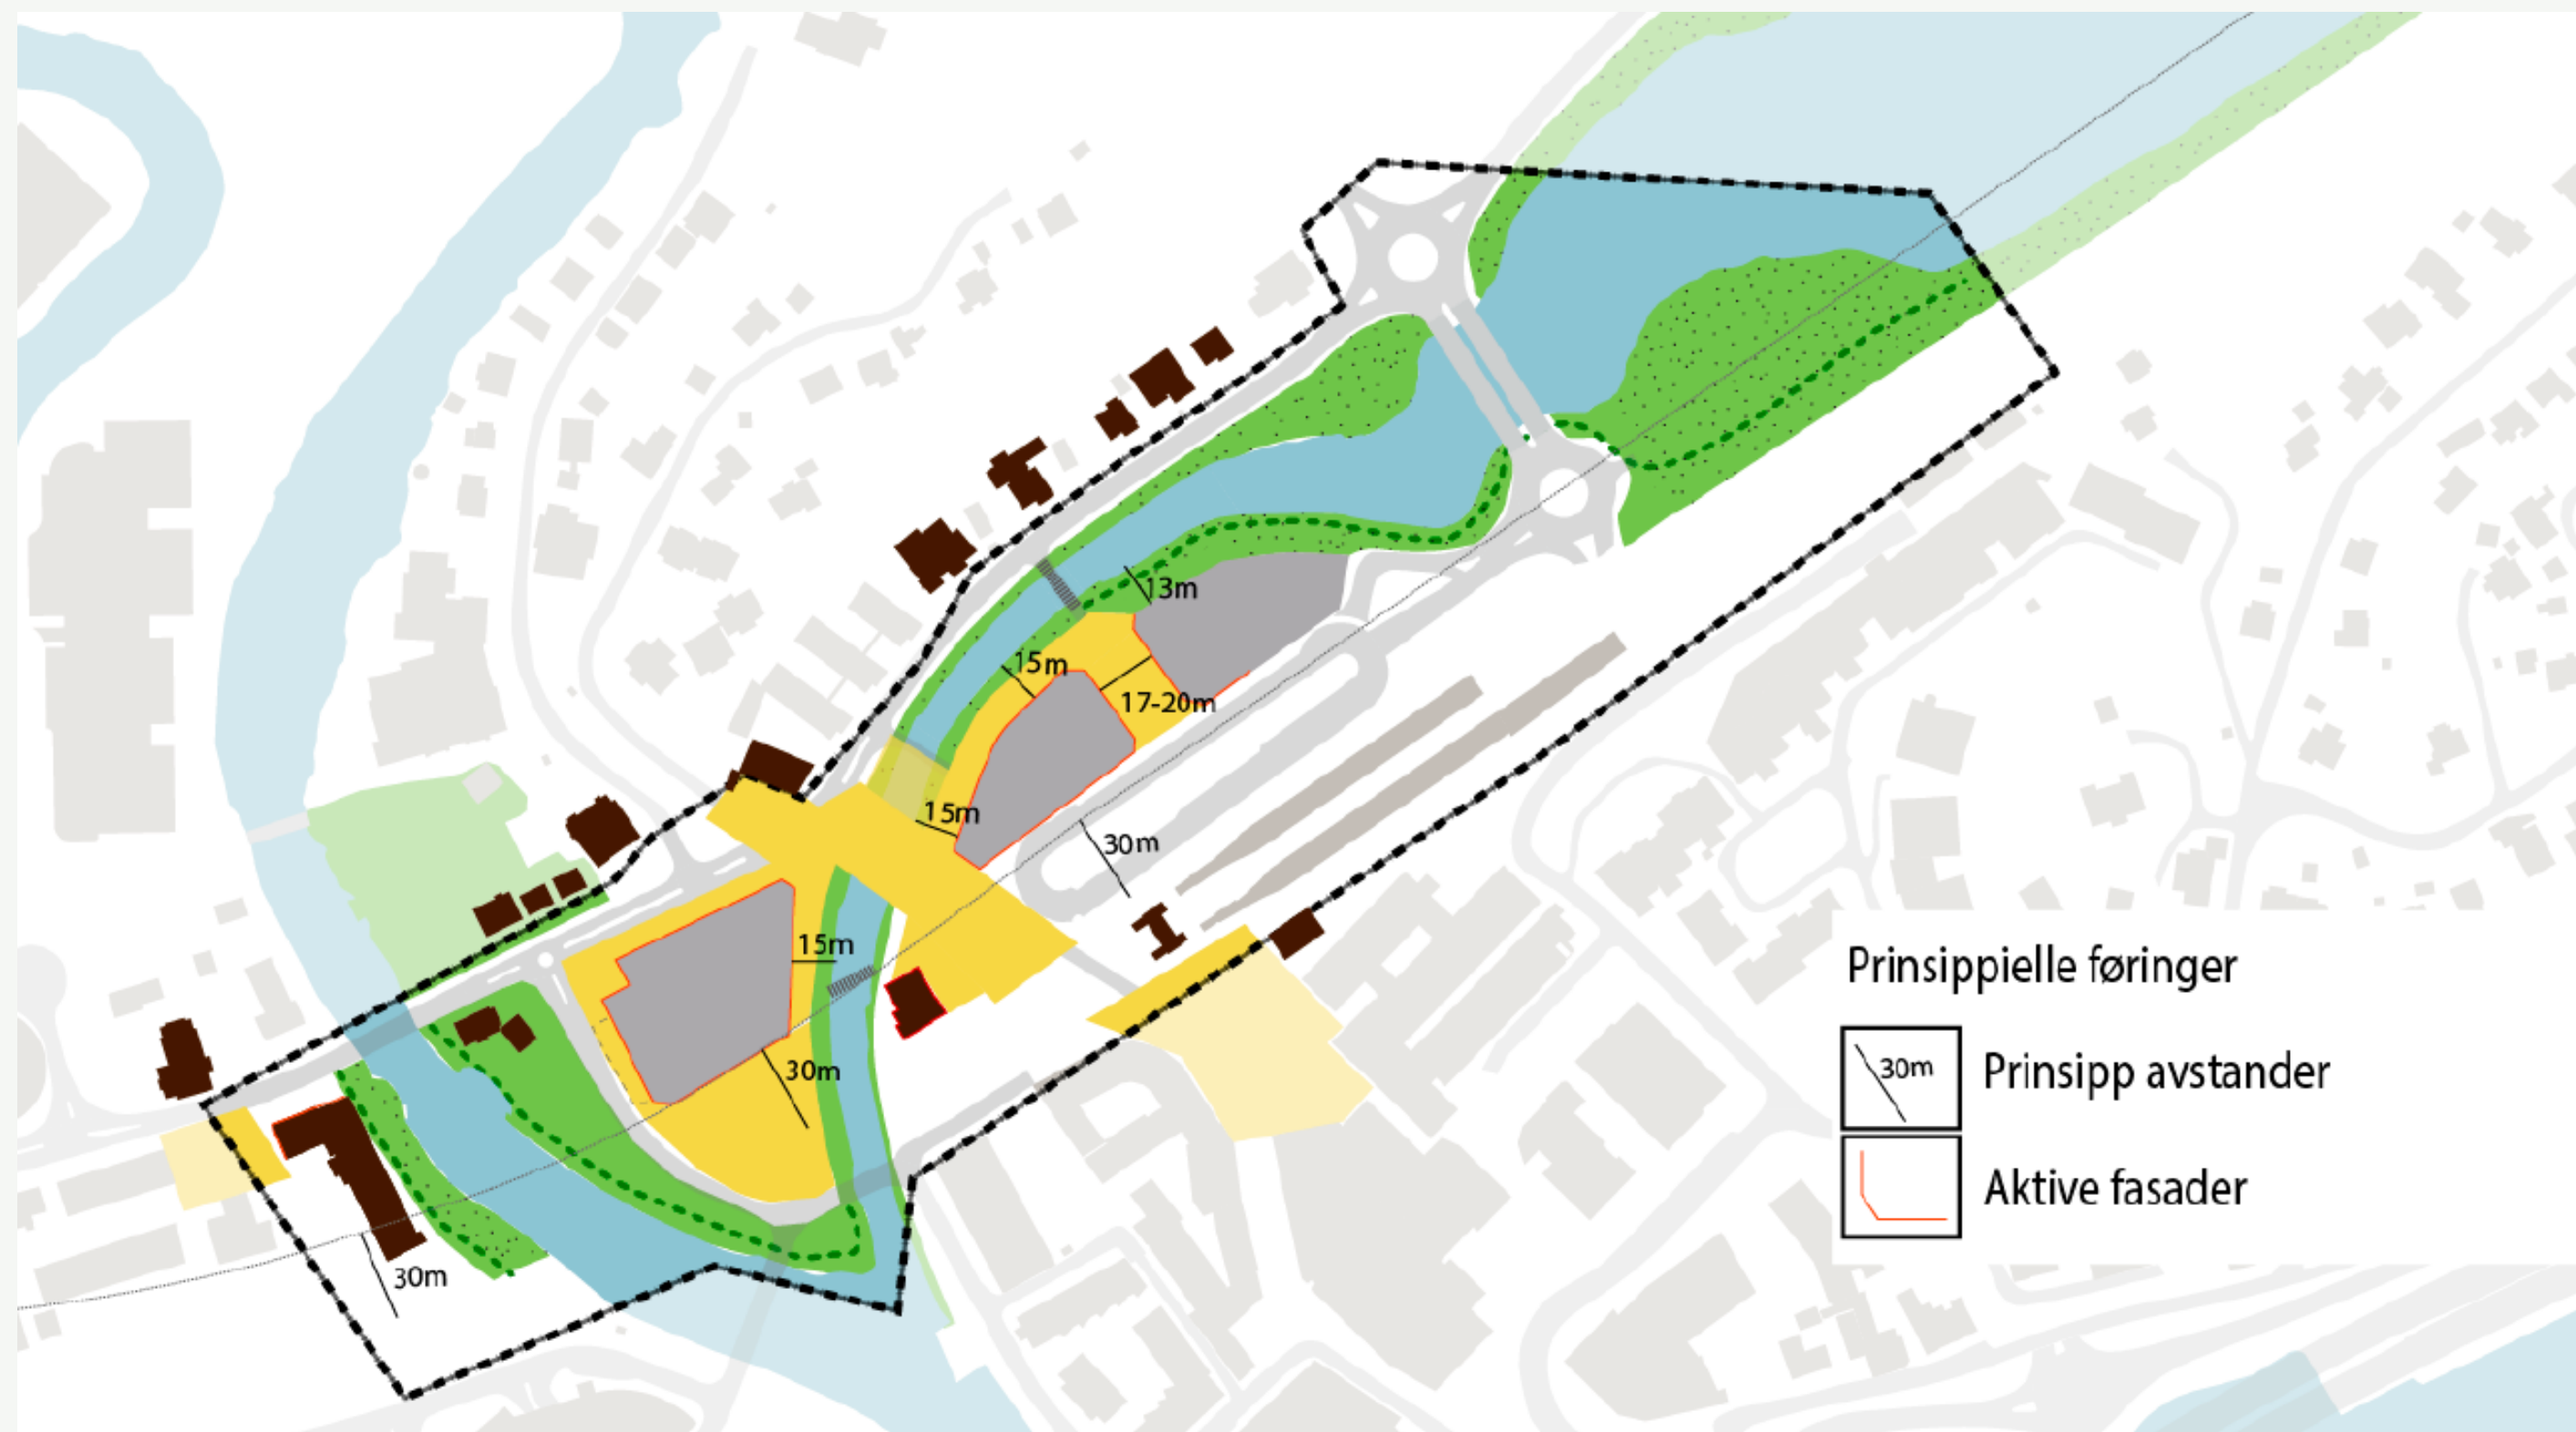 13m
15m
17-20m
15m
30m
15m
30m
30m
Prinsippielle føringer
30m
Prinsipp avstander
Aktive fasader